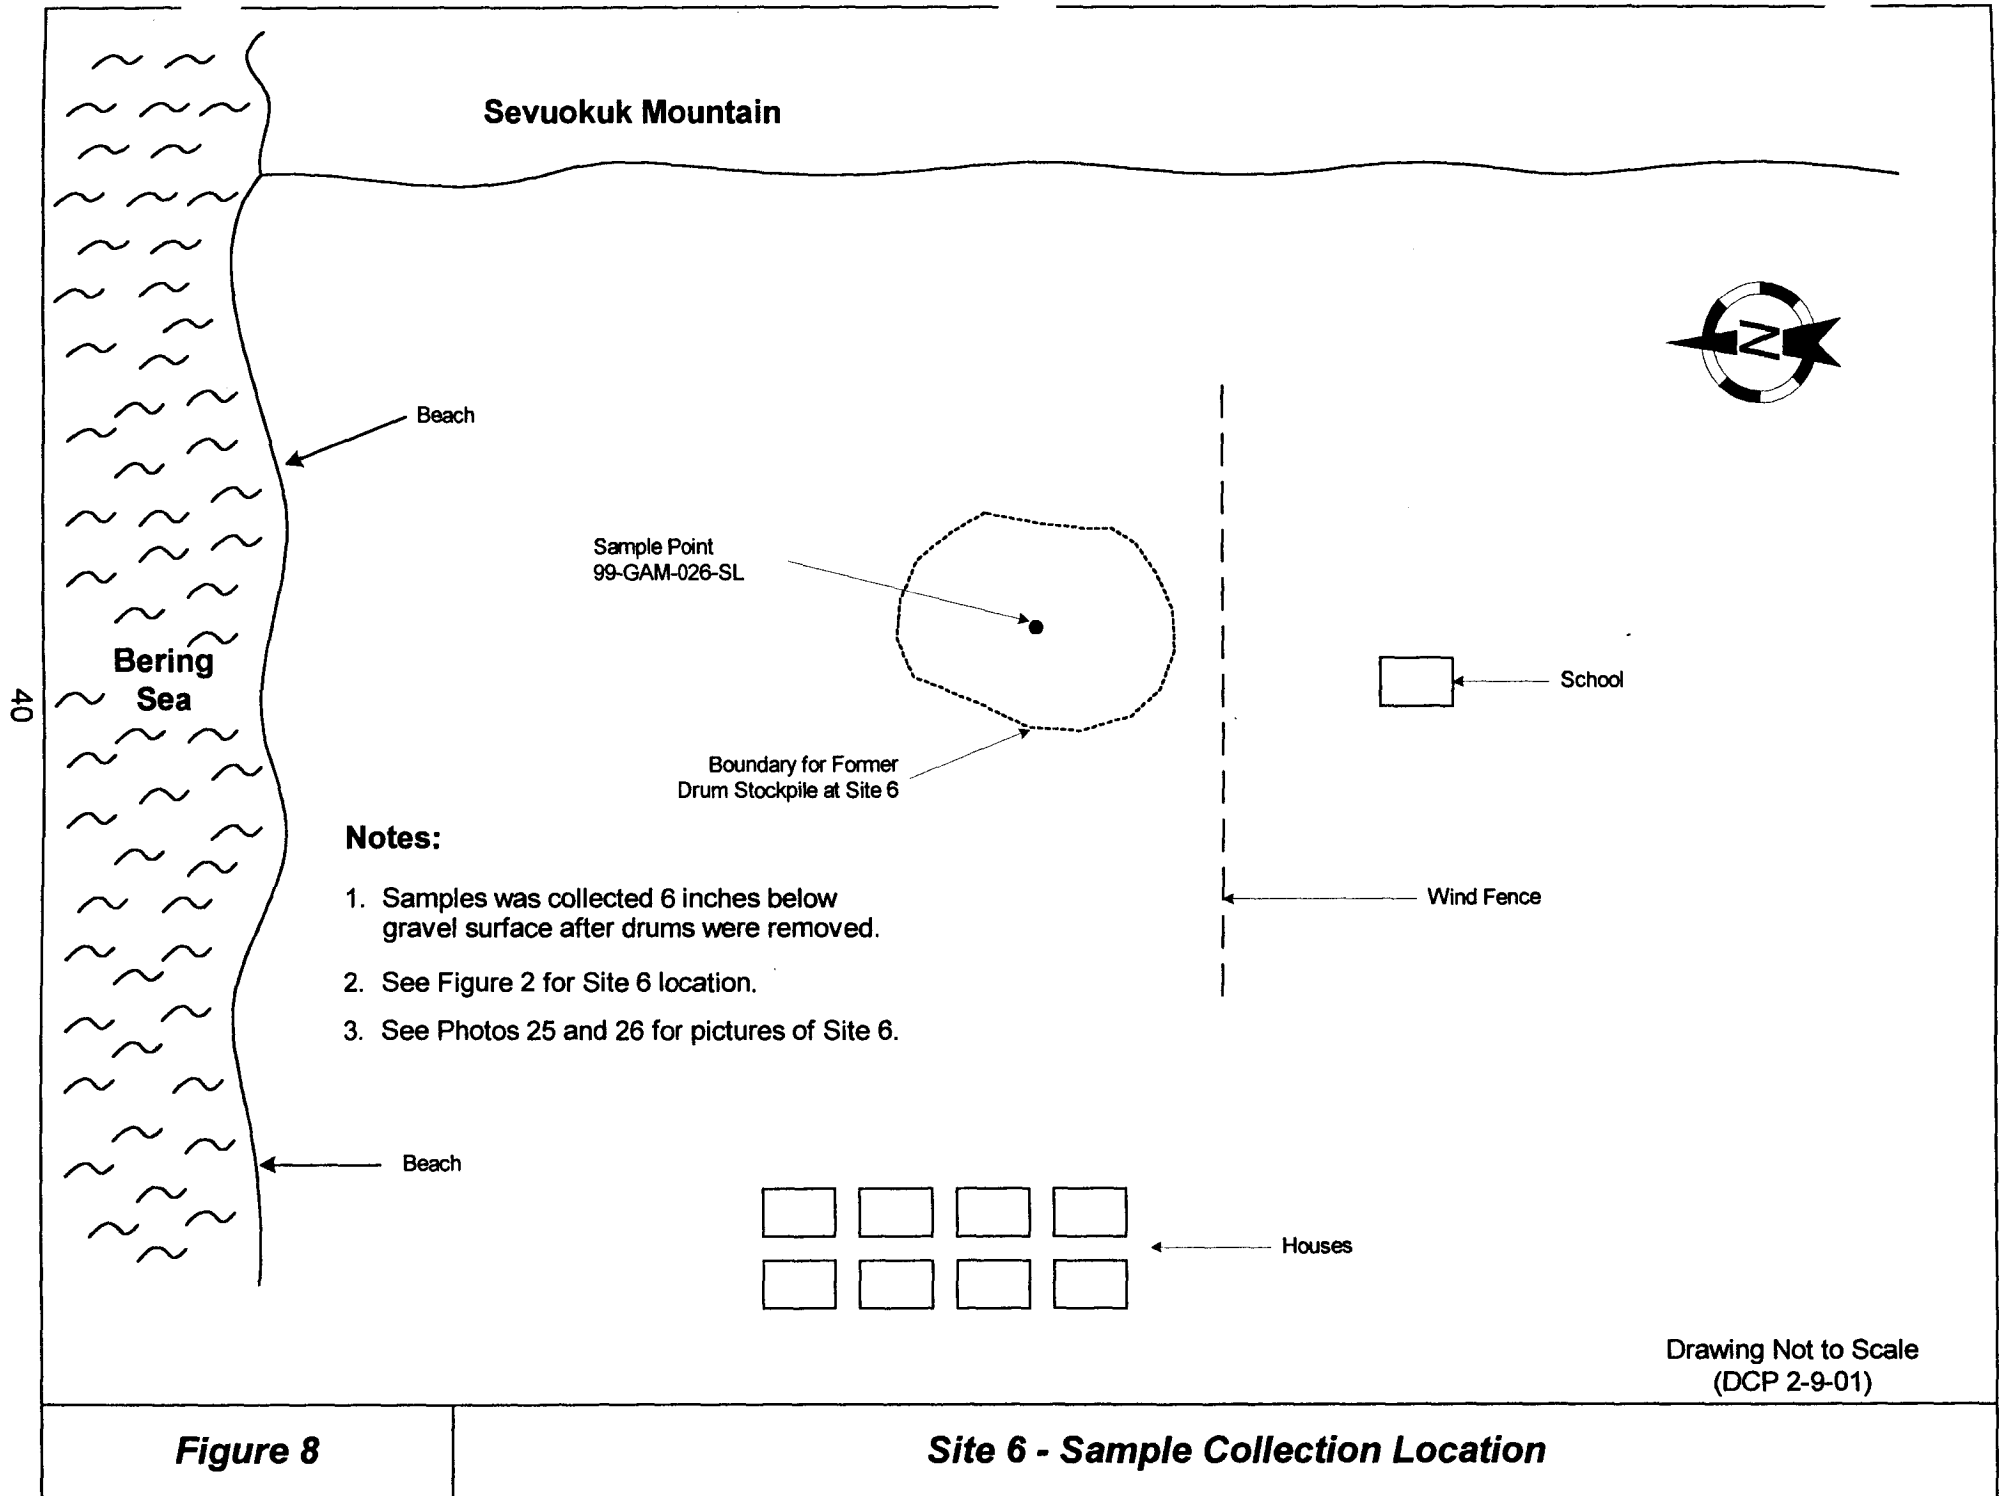 Sevuokuk Mountain
N
Beach
Sample Point
99-GAM-026-SL
Bering
Sea
School
Boundary for Former
Drum Stockpile at Site 6
Notes:
1. Samples was collected 6 inches below
gravel surface after drums were removed.
2. See Figure 2 for Site 6 location.
3. See Photos 25 and 26 for pictures of Site 6.
Wind Fence
Beach
Houses
Drawing Not to Scale
(DCP 2-9-01)
Figure 8
Site 6 - Sample Collection Location
40